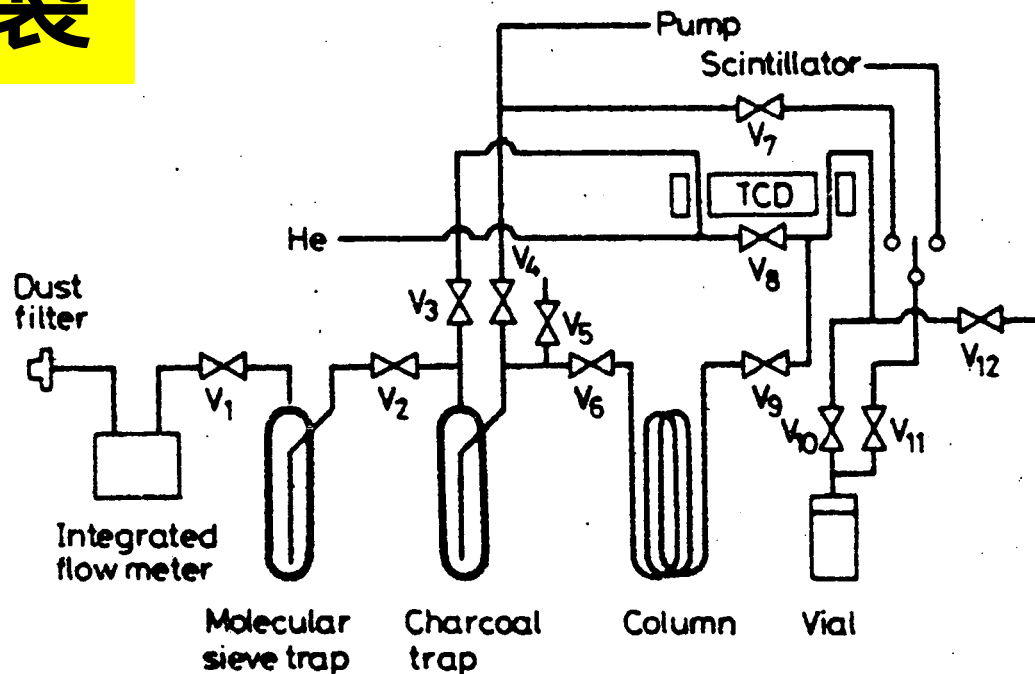 装
Pump
Scintillator
V7
TCD
He
V8
V4
V3
V5
Dust
filter
V1
V2
V6
V9
V12
V10
V11
Integrated
flow meter
Molecular
sieve trap
Charcoal
trap
Column
Vial